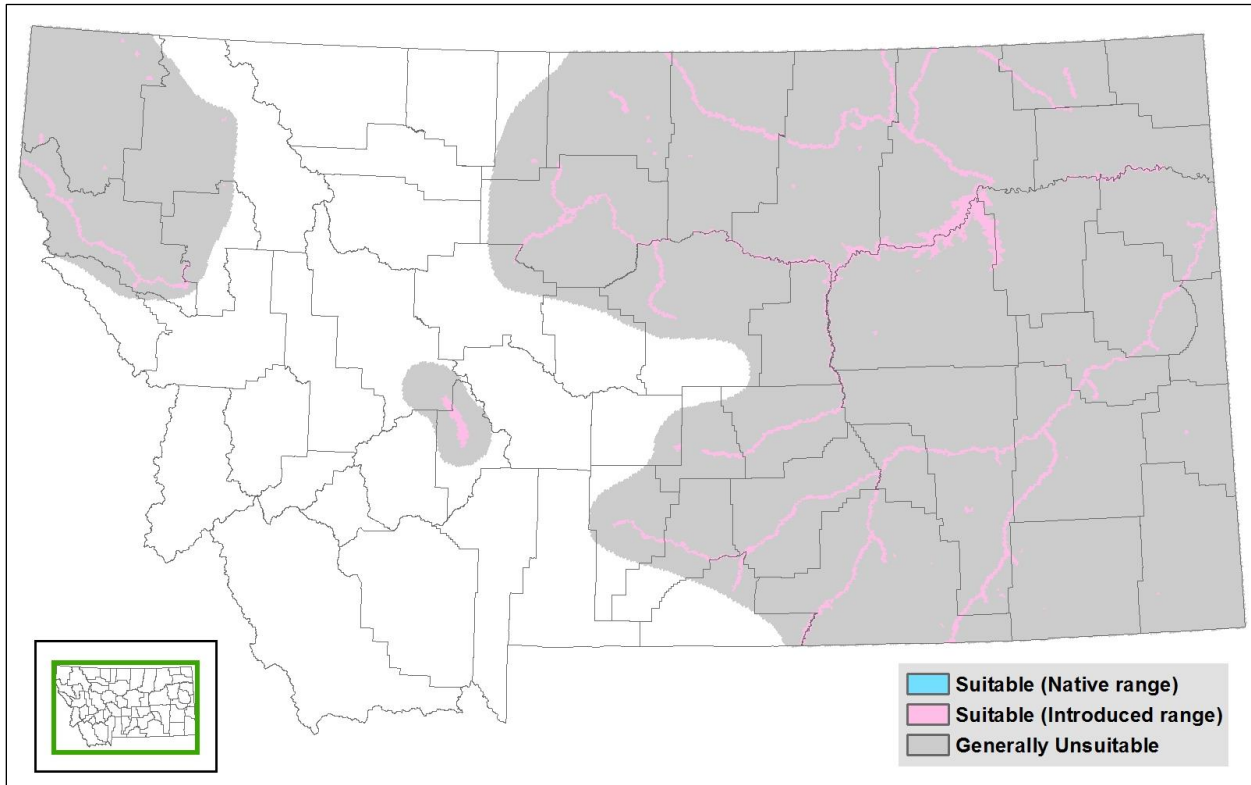 Suitable (Native range)
Suitable (Introduced range)
Generally Unsuitable